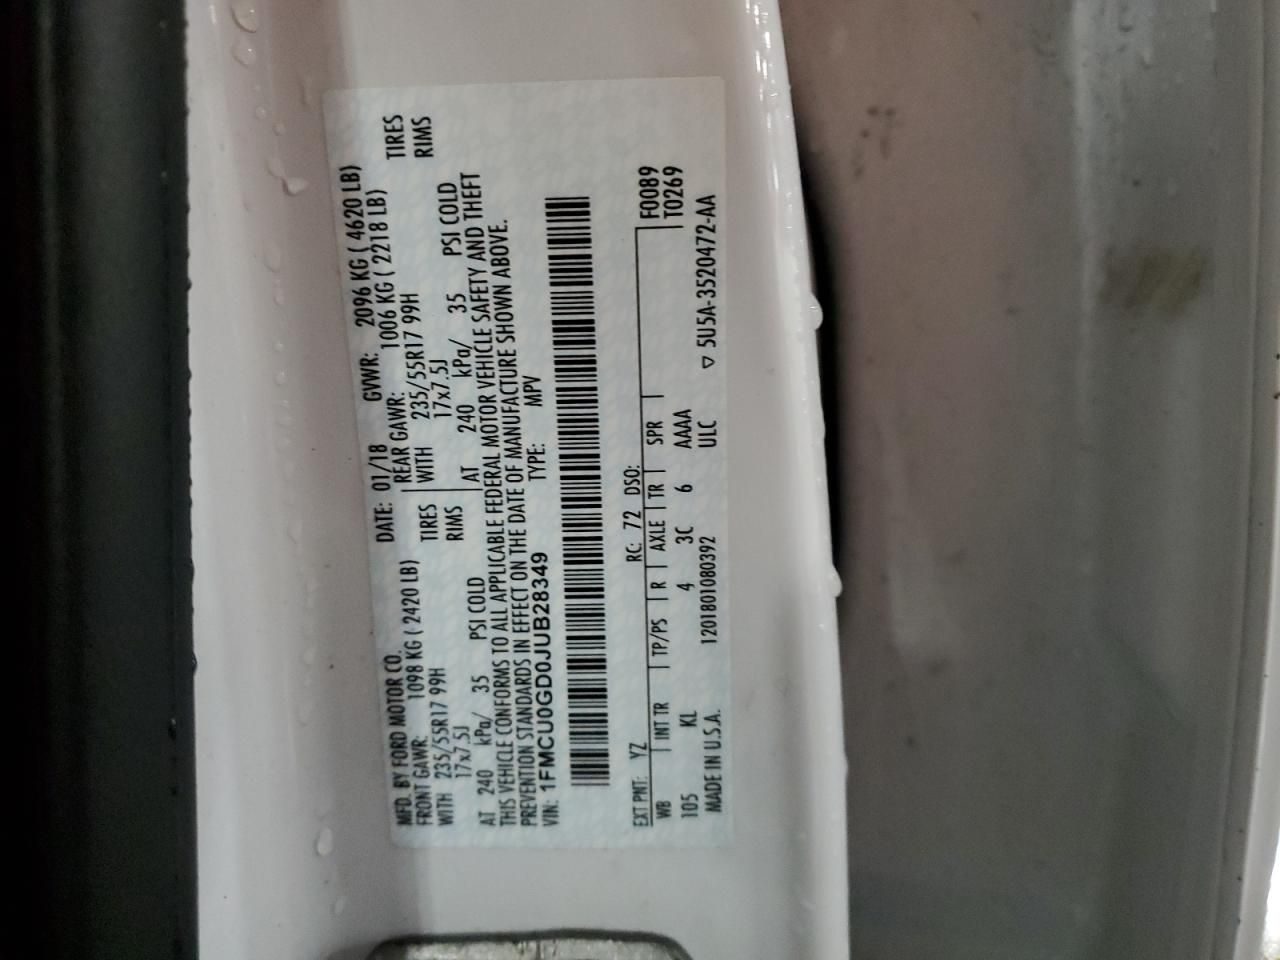 MFD. BY FORD MOTOR CO. DATE: 01/18 GVWR: 2096 KG ( 4620 LB)
FRONT GAWR: 1098 KG ( 2420 LB) REAR GAWR: 1006 KG ( 2218 LB)
WITH 235/55R17 99H TIRES WITH 235/55R17 99H TIRES
17x7.5J RIMS 17x7.5J RIMS
AT 240 kPa/ 35 PSI COLD AT 240 kPa/ 35 PSI COLD
THIS VEHICLE CONFORMS TO ALL APPLICABLE FEDERAL MOTOR VEHICLE SAFETY AND THEFT
PREVENTION STANDARDS IN EFFECT ON THE DATE OF MANUFACTURE SHOWN ABOVE.
VIN: 1FMCU0GD0JUB28349 TYPE: MPV
EXT PNT: YZ RC: 72 DSO: F0089
WB INT TR TP/PS R AXLE TR SPR T0269
105 KL 4 3C 6 AAAA
MADE IN U.S.A. 1201801080392 ULC ▽ 5U5A-3520472-AA